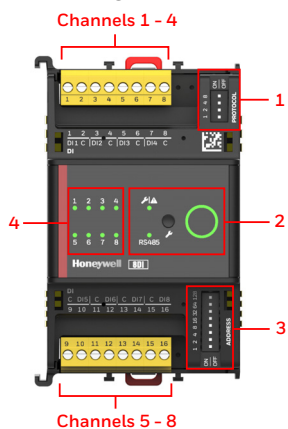 Channels 1 - 4
1 2 3 4 5 6 7 8
ON
OFF
1 2 4 8
PROTOCOL
1
1 2 3 4 5 6 7 8
DI1 C DI2 C DI3 C DI4 C
DI
1 2 3 4
4
5 6 7 8
RS485
2
Honeywell 8DI
DI
C DI5 C DI6 C DI7 C DI8
9 10 11 12 13 14 15 16
1 2 4 8 16 32 64 128
ADDRESS
ON
OFF
3
9 10 11 12 13 14 15 16
Channels 5 - 8